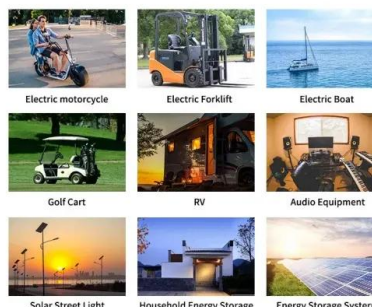 Electric motorcycle
Electric Forklift
Electric Boat
Golf Cart
RV
Audio Equipment
Solar Street Light
Household Energy Storage
Energy Storage System